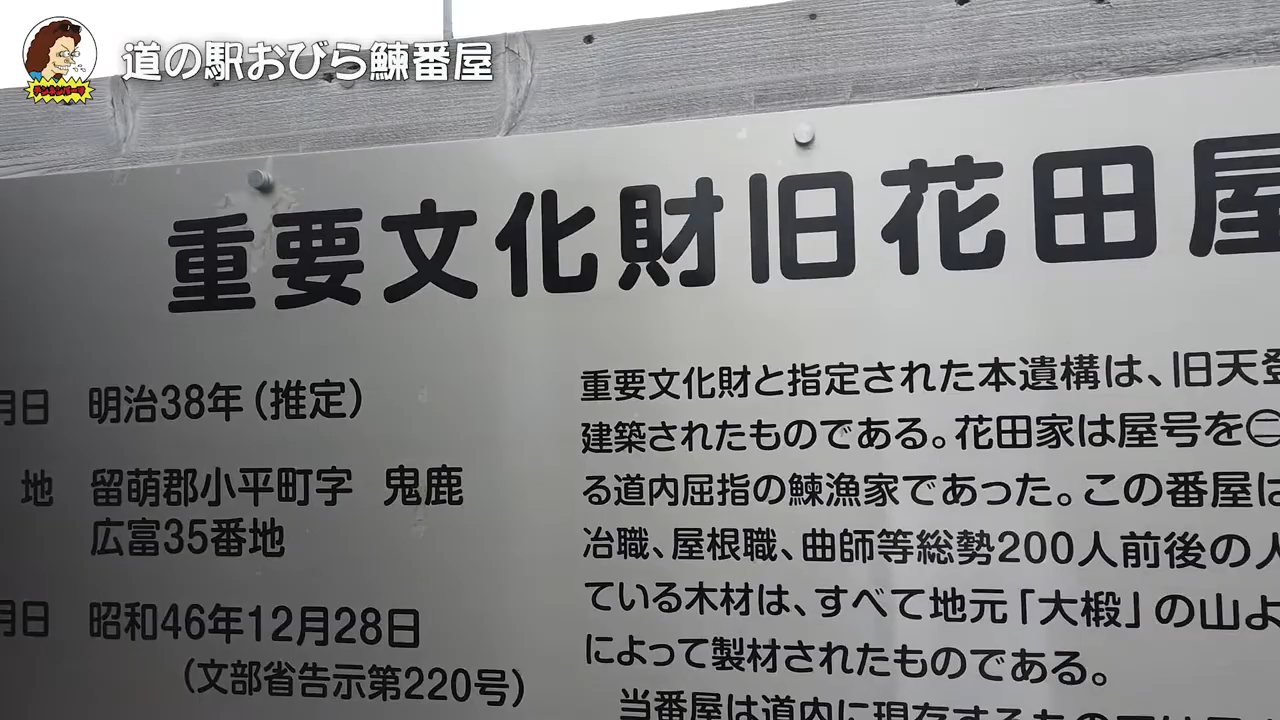 道の駅おびら鰊番屋
重要文化財旧花田屋
月日 明治38年(推定)
地 留萌郡小平町字 鬼鹿
広富35番地
月日 昭和46年12月28日
(文部省告示第220号)
重要文化財と指定された本遺構は、旧天登
建築されたものである。花田家は屋号を㊁
る道内屈指の鰊漁家であった。この番屋は
冶職、屋根職、曲師等総勢200人前後の人
ている木材は、すべて地元「大椴」の山よ
によって製材されたものである。
当番屋は道内に現存するもの